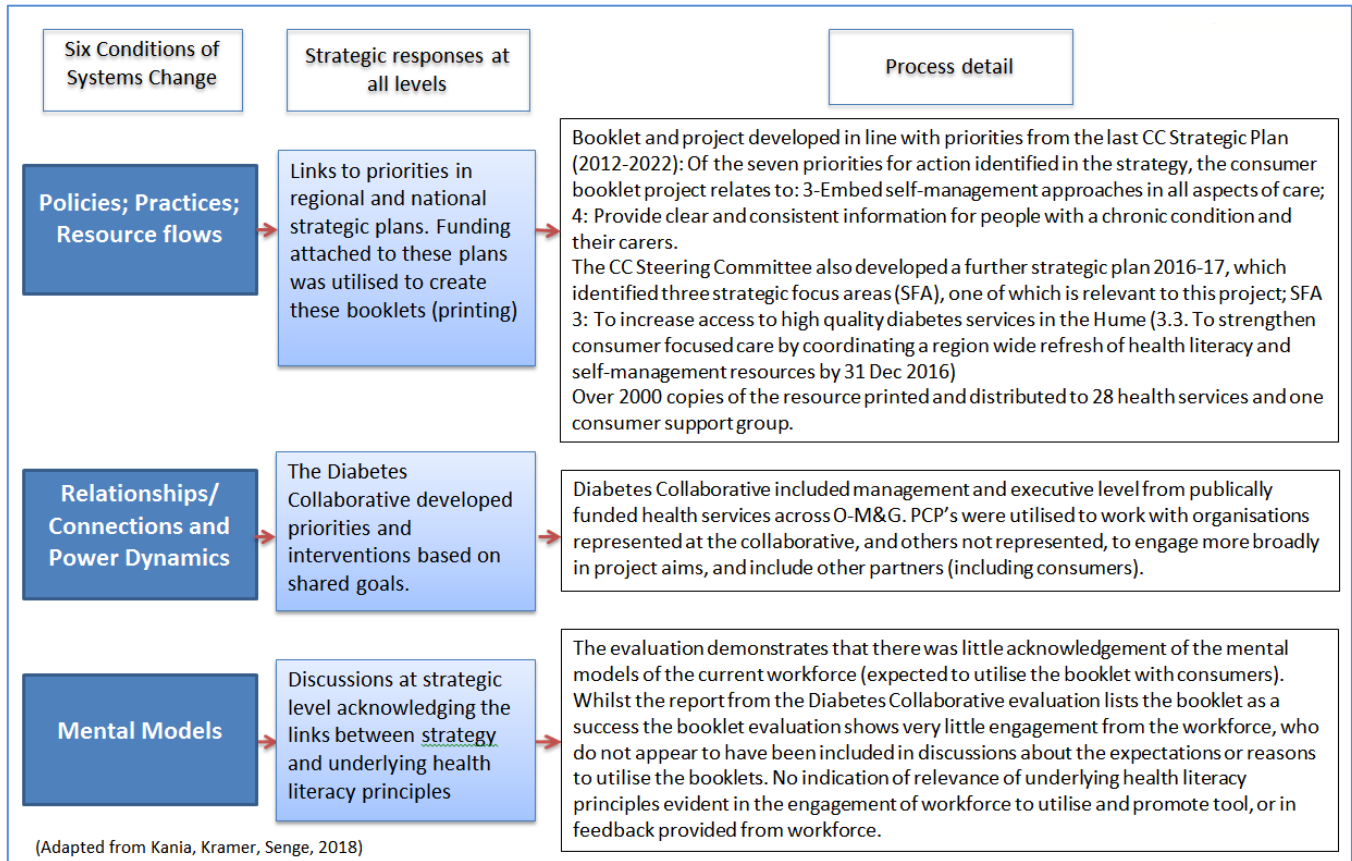 Six Conditions of
Systems Change
Strategic responses at
all levels
Process detail
Policies; Practices;
Resource flows
Links to priorities in
regional and national
strategic plans. Funding
attached to these plans
was utilised to create
these booklets (printing)
Booklet and project developed in line with priorities from the last CC Strategic Plan
(2012-2022): Of the seven priorities for action identified in the strategy, the consumer
booklet project relates to: 3-Embed self-management approaches in all aspects of care;
4: Provide clear and consistent information for people with a chronic condition and
their carers.
The CC Steering Committee also developed a further strategic plan 2016-17, which
identified three strategic focus areas (SFA), one of which is relevant to this project; SFA
3: To increase access to high quality diabetes services in the Hume (3.3. To strengthen
consumer focused care by coordinating a region wide refresh of health literacy and
self-management resources by 31 Dec 2016)
Over 2000 copies of the resource printed and distributed to 28 health services and one
consumer support group.
Relationships/
Connections and
Power Dynamics
The Diabetes
Collaborative developed
priorities and
interventions based on
shared goals.
Diabetes Collaborative included management and executive level from publically
funded health services across O-M&G. PCP's were utilised to work with organisations
represented at the collaborative, and others not represented, to engage more broadly
in project aims, and include other partners (including consumers).
Mental Models
Discussions at strategic
level acknowledging the
links between strategy
and underlying health
literacy principles
The evaluation demonstrates that there was little acknowledgement of the mental
models of the current workforce (expected to utilise the booklet with consumers).
Whilst the report from the Diabetes Collaborative evaluation lists the booklet as a
success the booklet evaluation shows very little engagement from the workforce, who
do not appear to have been included in discussions about the expectations or reasons
to utilise the booklets. No indication of relevance of underlying health literacy
principles evident in the engagement of workforce to utilise and promote tool, or in
feedback provided from workforce.
(Adapted from Kania, Kramer, Senge, 2018)